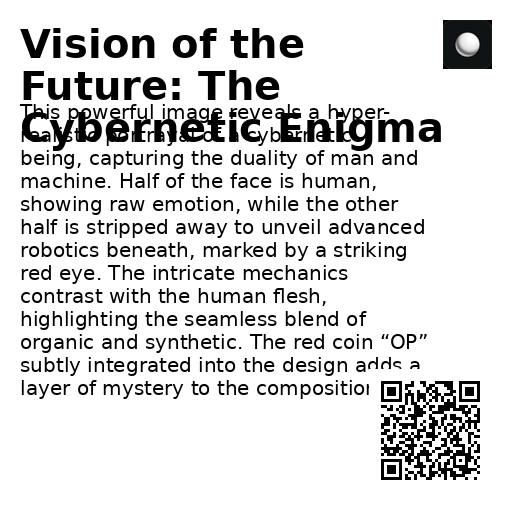 Vision of the
Future: The
Cybernetic Enigma
This powerful image reveals a hyper-
realistic portrayal of a cybernetic
being, capturing the duality of man and
machine. Half of the face is human,
showing raw emotion, while the other
half is stripped away to unveil advanced
robotics beneath, marked by a striking
red eye. The intricate mechanics
contrast with the human flesh,
highlighting the seamless blend of
organic and synthetic. The red coin “OP”
subtly integrated into the design adds a
layer of mystery to the composition